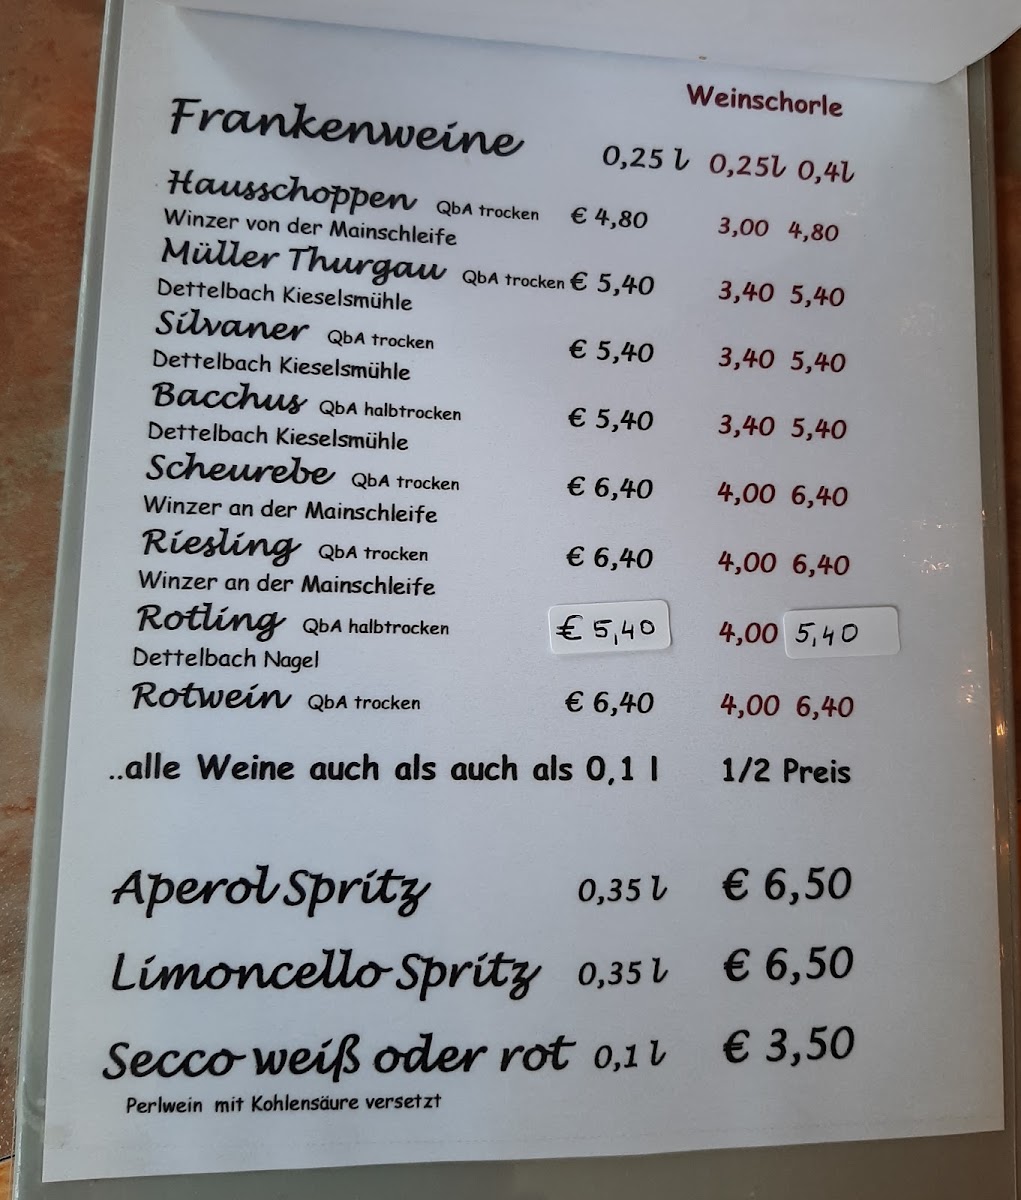 Weinschorle
Frankenweine 0,25 l 0,25l 0,4l
Hausschoppen QbA trocken € 4,80 3,00 4,80
Winzer von der Mainschleife
Müller Thurgau QbA trocken € 5,40 3,40 5,40
Dettelbach Kieselsmühle
Silvaner QbA trocken € 5,40 3,40 5,40
Dettelbach Kieselsmühle
Bacchus QbA halbtrocken € 5,40 3,40 5,40
Dettelbach Kieselsmühle
Scheurebe QbA trocken € 6,40 4,00 6,40
Winzer an der Mainschleife
Riesling QbA trocken € 6,40 4,00 6,40
Winzer an der Mainschleife
Rotling QbA halbtrocken € 5,40 4,00 5,40
Dettelbach Nagel
Rotwein QbA trocken € 6,40 4,00 6,40
..alle Weine auch als auch als 0,1 l 1/2 Preis
Aperol Spritz 0,35 l € 6,50
Limoncello Spritz 0,35 l € 6,50
Secco weiß oder rot 0,1 l € 3,50
Perlwein mit Kohlensäure versetzt